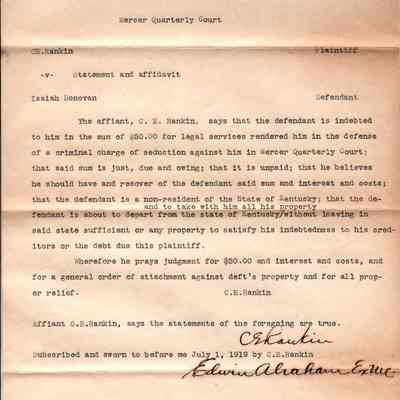 Mercer Quarterly Court
CE.Rankin Plaintiff
-v- Statement and affidavit
Isaiah Donovan Defendant
The affiant, C. E. Rankin, says that the defendant is indebted
to him in the sum of $50.00 for legal services rendered him in the defense
of a criminal charge of seduction against him in Mercer Quarterly Court;
that said sum is just, due and owing; that it is unpaid; that he believes
he should have and recover of the defendant said sum and interest and costs;
that the defendant is a non-resident of the State of Kentucky; that the de-
and to take with him all his property
fendant is about to depart from the state of Kentucky/without leaving in
said state sufficient or any property to satisfy his indebtedness to his cred-
itors or the debt due this plaintiff.
Wherefore he prays judgment for $50.00 and interest and costs, and
for a general order of attachment against deft's property and for all prop-
er relief. C.E.Rankin
Affiant C.E.Rankin, says the statements of the foregoing are true.
CERankin
Subscribed and sworn to before me July 1, 1919 by C.E.Rankin
Edwin Abraham